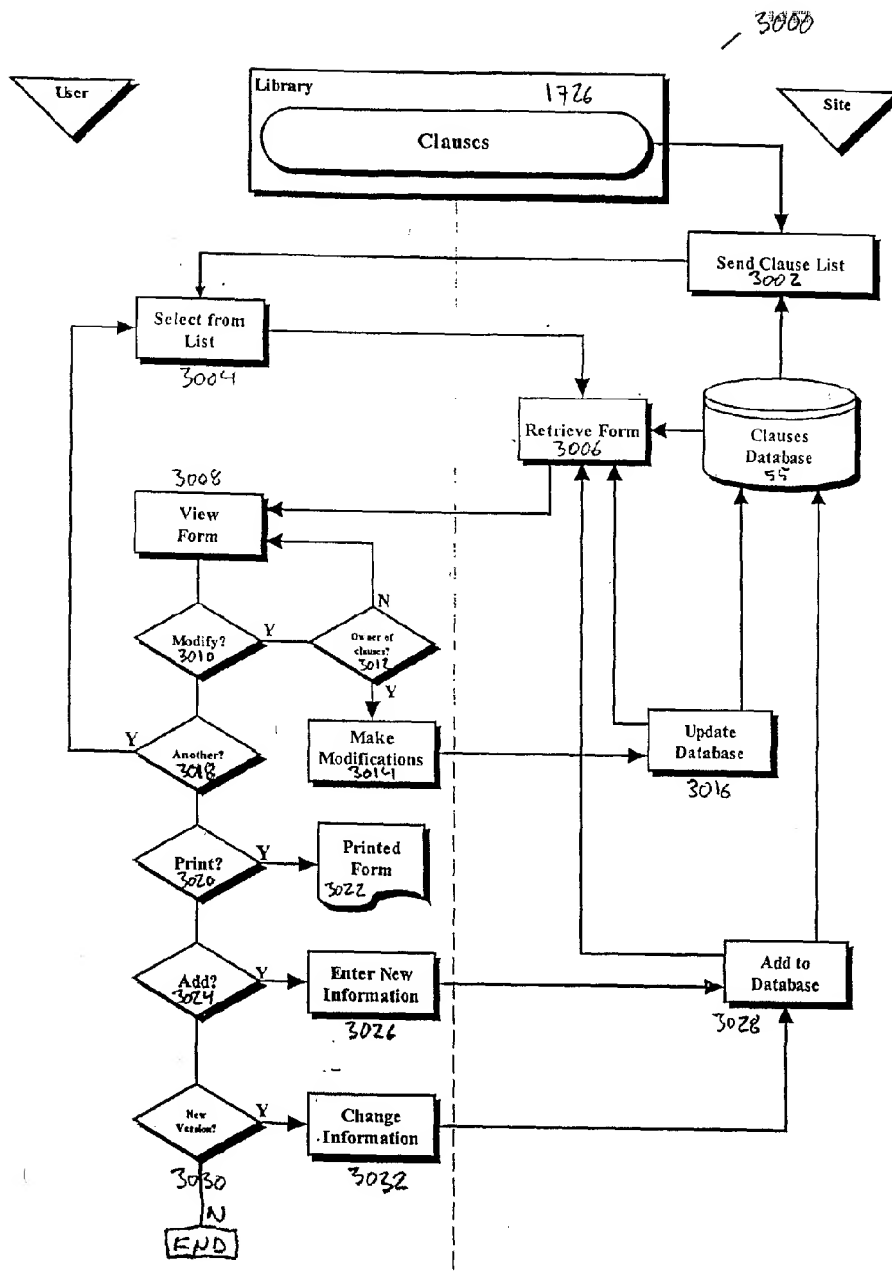 3000
User
Library
1726
Site
Clauses
Send Clause List
3002
Select from
List
3004
Retrieve Form
3006
Clauses
Database
55
3008
View
Form
N
Modify?
3010
Y
Owner of
clauses?
3012
Y
Make
Modifications
3014
Update
Database
3016
Y
Another?
3018
Print?
3020
Y
Printed
Form
3022
Add?
3024
Y
Enter New
Information
3026
Add to
Database
3028
New
Version?
3030
Y
Change
Information
3032
N
END